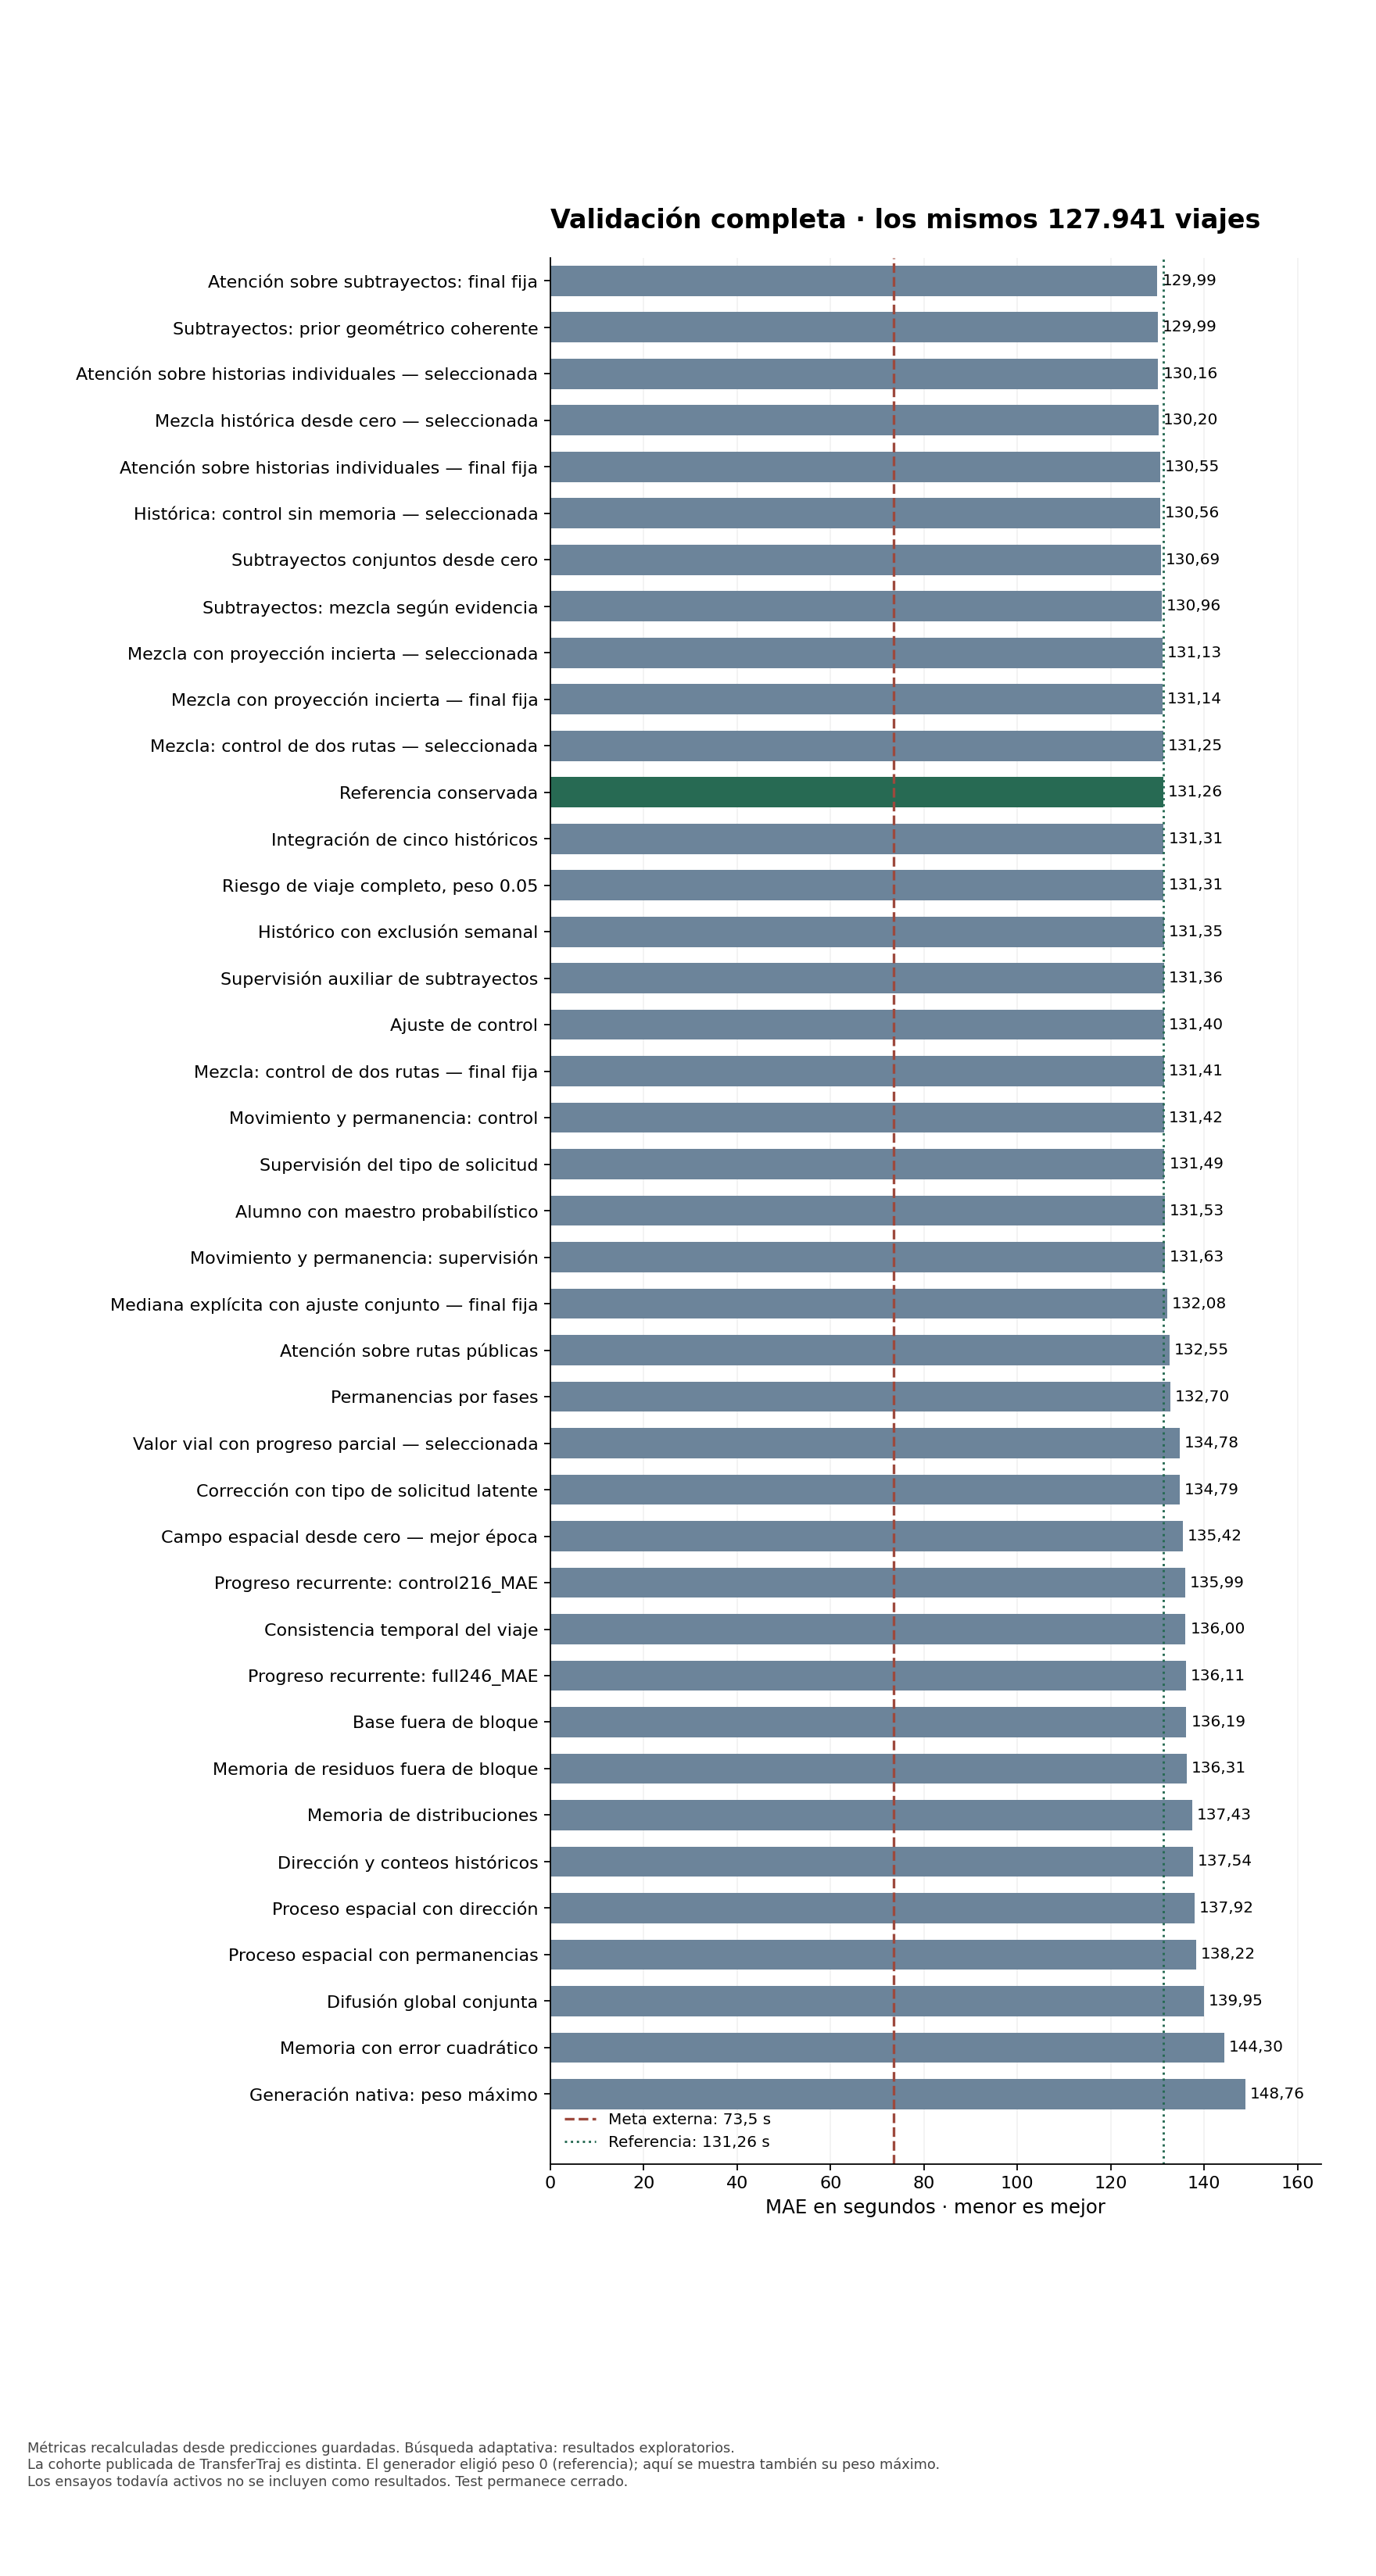 Validación completa · los mismos 127.941 viajes
Atención sobre subtrayectos: final fija 129,99
Subtrayectos: prior geométrico coherente 129,99
Atención sobre historias individuales — seleccionada 130,16
Mezcla histórica desde cero — seleccionada 130,20
Atención sobre historias individuales — final fija 130,55
Histórica: control sin memoria — seleccionada 130,56
Subtrayectos conjuntos desde cero 130,69
Subtrayectos: mezcla según evidencia 130,96
Mezcla con proyección incierta — seleccionada 131,13
Mezcla con proyección incierta — final fija 131,14
Mezcla: control de dos rutas — seleccionada 131,25
Referencia conservada 131,26
Integración de cinco históricos 131,31
Riesgo de viaje completo, peso 0.05 131,31
Histórico con exclusión semanal 131,35
Supervisión auxiliar de subtrayectos 131,36
Ajuste de control 131,40
Mezcla: control de dos rutas — final fija 131,41
Movimiento y permanencia: control 131,42
Supervisión del tipo de solicitud 131,49
Alumno con maestro probabilístico 131,53
Movimiento y permanencia: supervisión 131,63
Mediana explícita con ajuste conjunto — final fija 132,08
Atención sobre rutas públicas 132,55
Permanencias por fases 132,70
Valor vial con progreso parcial — seleccionada 134,78
Corrección con tipo de solicitud latente 134,79
Campo espacial desde cero — mejor época 135,42
Progreso recurrente: control216_MAE 135,99
Consistencia temporal del viaje 136,00
Progreso recurrente: full246_MAE 136,11
Base fuera de bloque 136,19
Memoria de residuos fuera de bloque 136,31
Memoria de distribuciones 137,43
Dirección y conteos históricos 137,54
Proceso espacial con dirección 137,92
Proceso espacial con permanencias 138,22
Difusión global conjunta 139,95
Memoria con error cuadrático 144,30
Generación nativa: peso máximo 148,76
Meta externa: 73,5 s
Referencia: 131,26 s
0 20 40 60 80 100 120 140 160
MAE en segundos · menor es mejor
Métricas recalculadas desde predicciones guardadas. Búsqueda adaptativa: resultados exploratorios.
La cohorte publicada de TransferTraj es distinta. El generador eligió peso 0 (referencia); aquí se muestra también su peso máximo.
Los ensayos todavía activos no se incluyen como resultados. Test permanece cerrado.